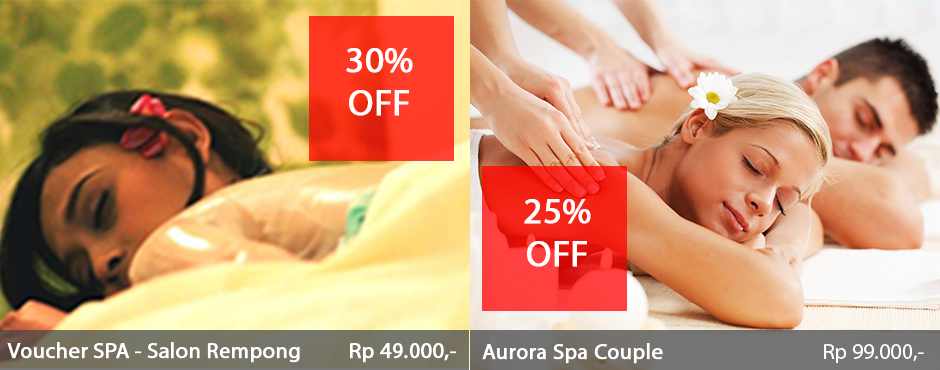 30%
OFF
Voucher SPA - Salon Rempong
Rp 49.000,-
25%
OFF
Aurora Spa Couple
Rp 99.000,-